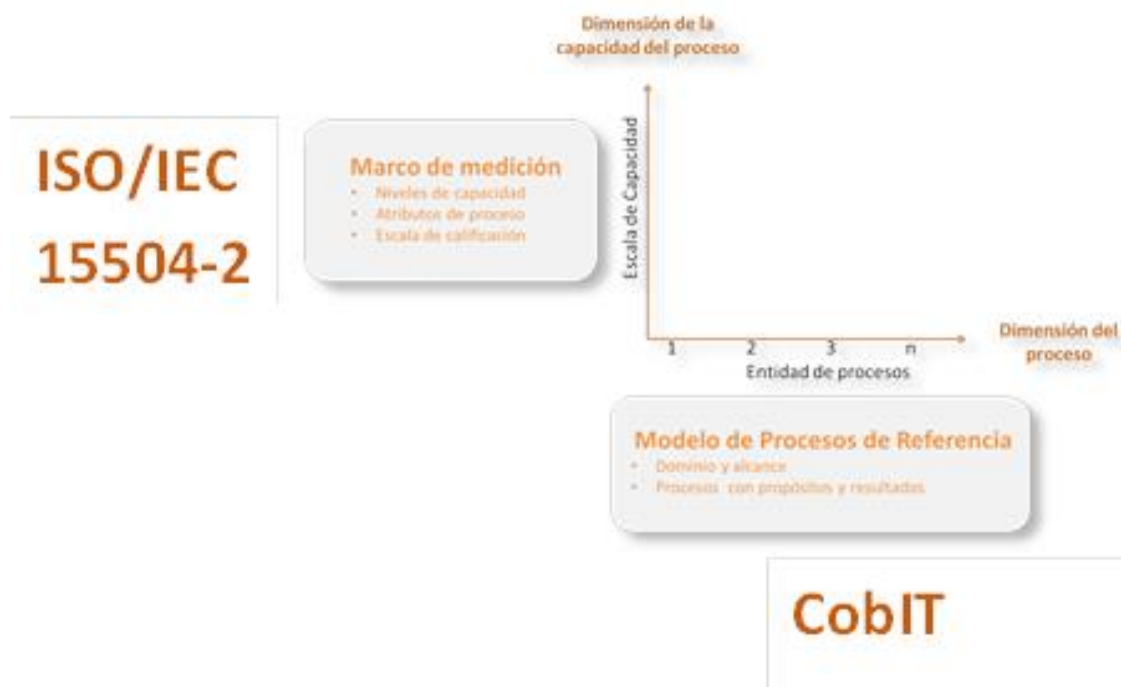 Dimensión de la
capacidad del proceso
ISO/IEC
15504-2
Marco de medición
• Niveles de capacidad
• Atributos de proceso
• Escala de calificación
Escala de Capacidad
1 2 3 n
Entidad de procesos
Dimensión del
proceso
Modelo de Procesos de Referencia
• Dominio y alcance
• Procesos con propósitos y resultados
CobIT